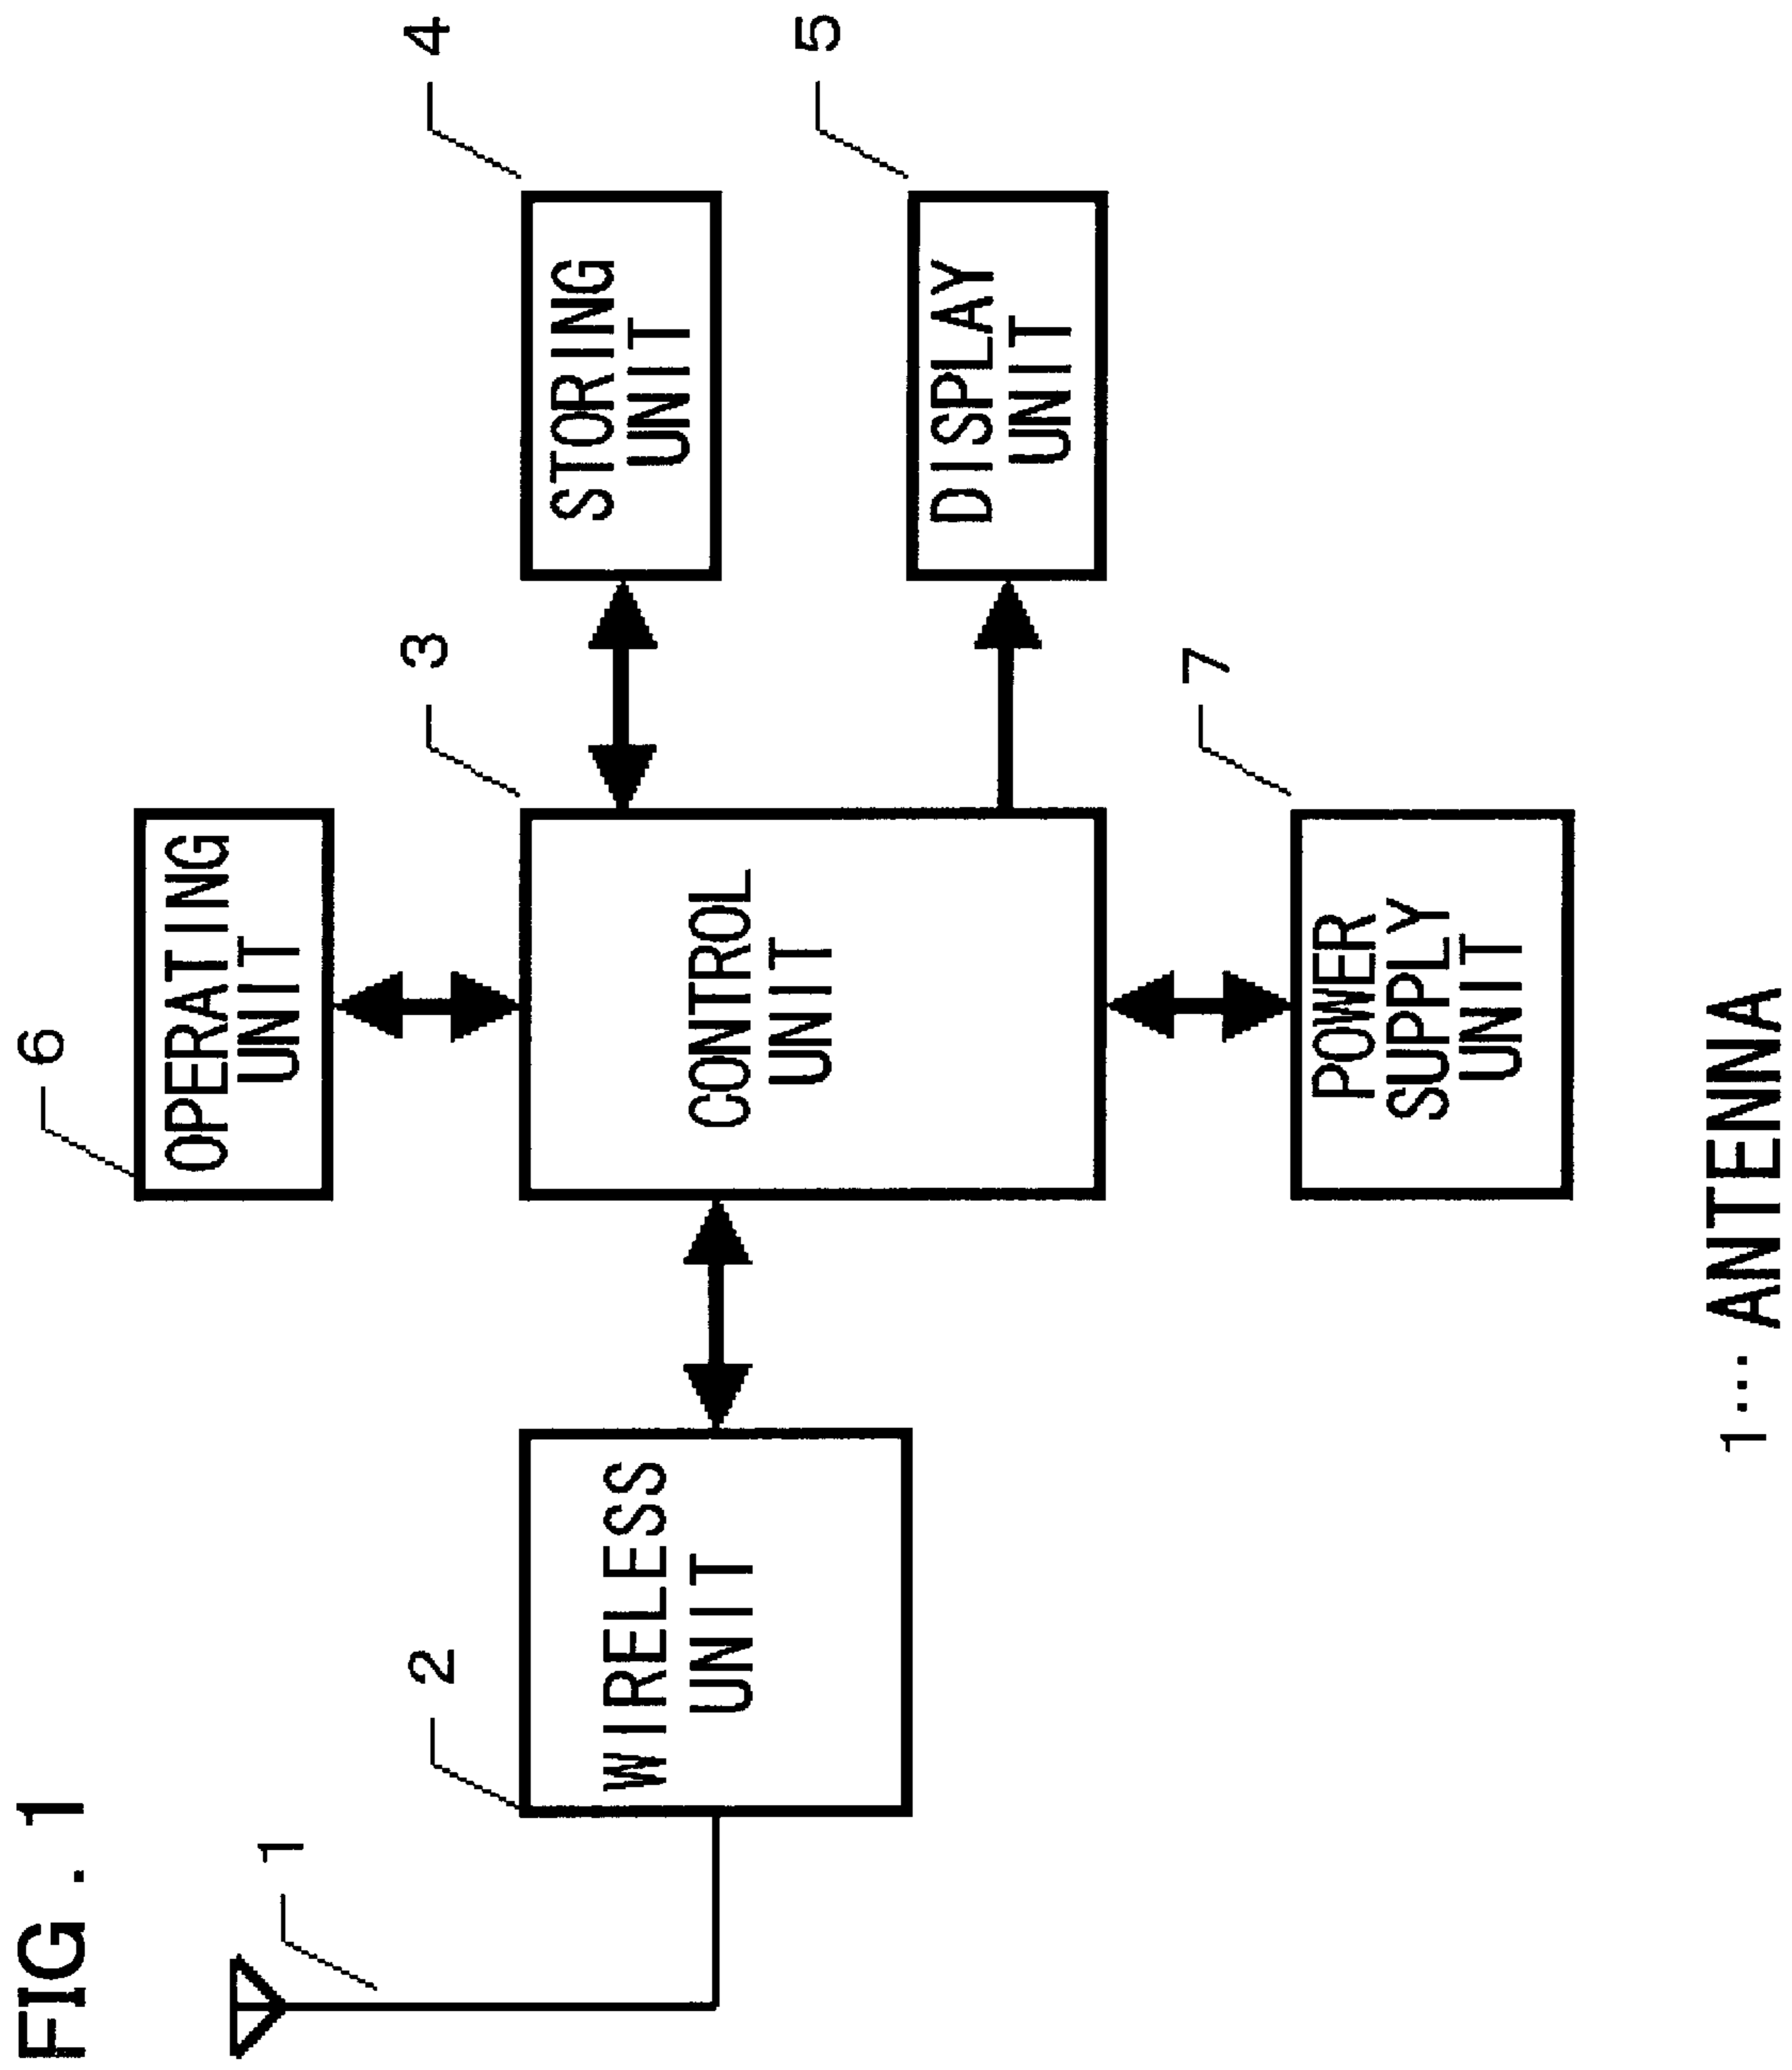 FIG. 1
6
OPERATING
UNIT
1
2
3
4
WIRELESS
UNIT
CONTROL
UNIT
STORING
UNIT
5
DISPLAY
UNIT
7
POWER
SUPPLY
UNIT
1... ANTENNA